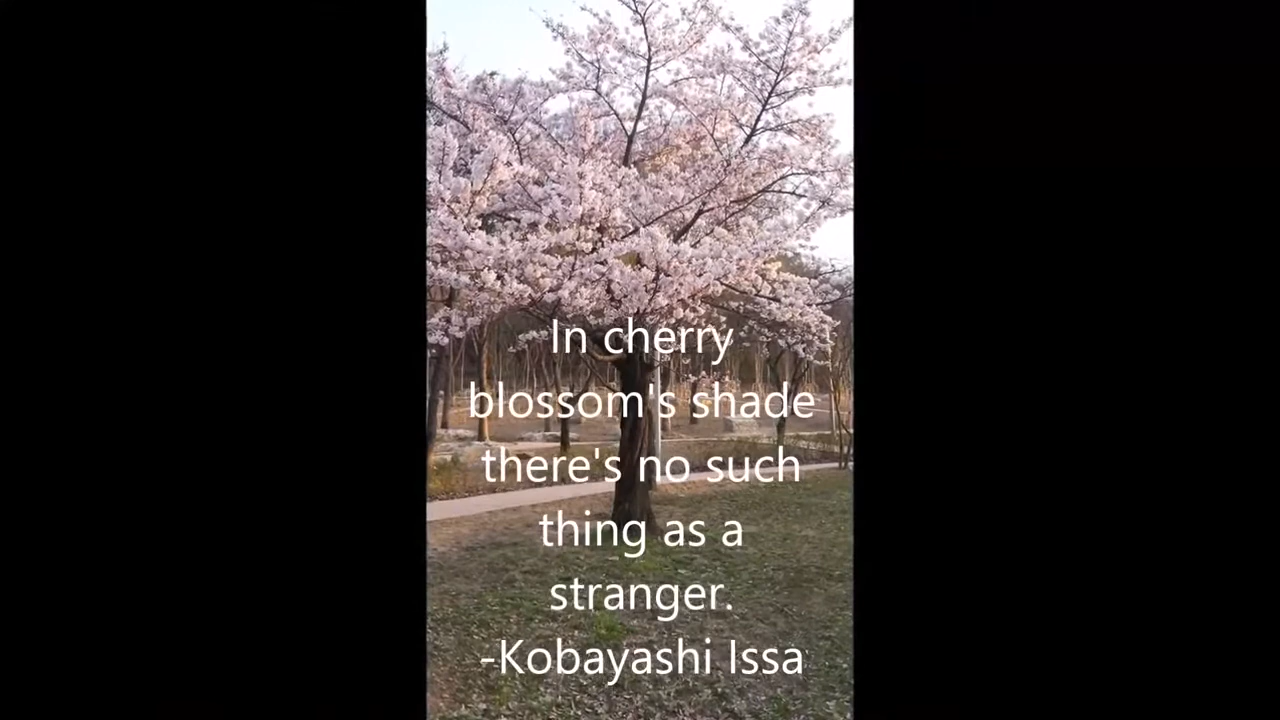 In cherry
blossom's shade
there's no such
thing as a
stranger.
-Kobayashi Issa